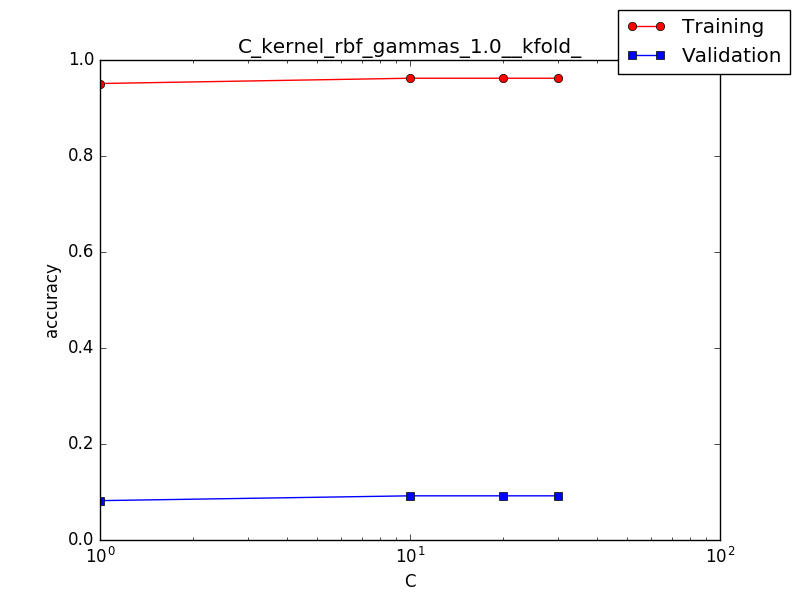 C_kernel_rbf_gammas_1.0__kfold_
Training
Validation
1.0
0.8
0.6
0.4
0.2
0.0
accuracy
10⁰
10¹
10²
C